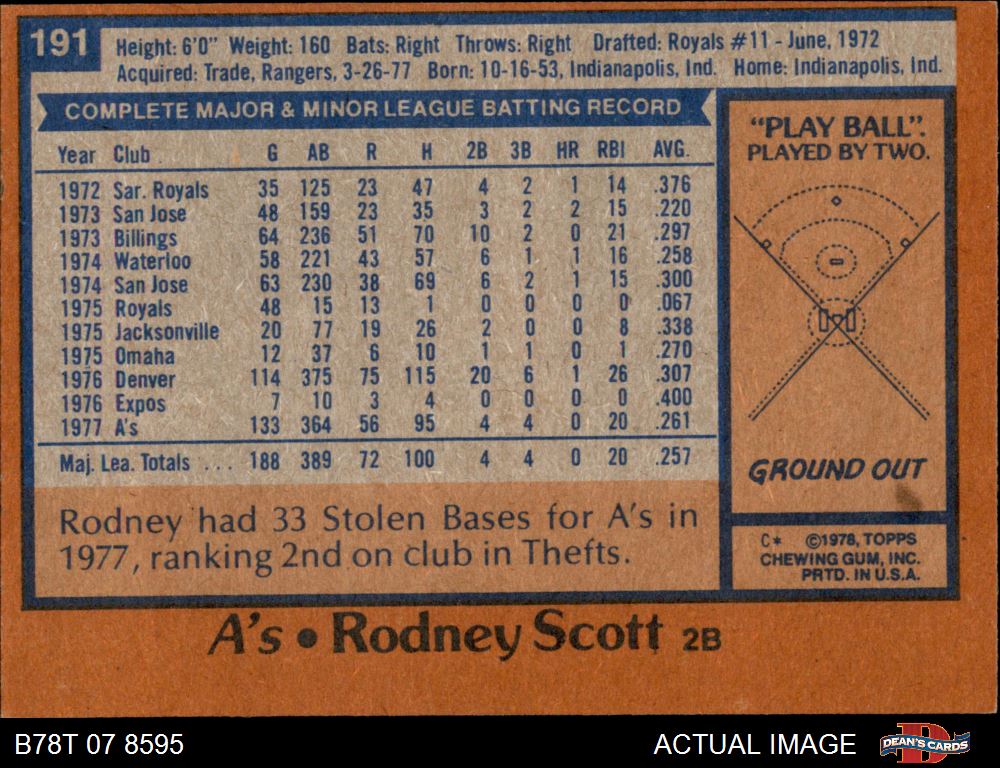 191
Height: 6'0" Weight: 160 Bats: Right Throws: Right Drafted: Royals #11 - June, 1972
Acquired: Trade, Rangers, 3-26-77 Born: 10-16-53, Indianapolis, Ind. Home: Indianapolis, Ind.
COMPLETE MAJOR & MINOR LEAGUE BATTING RECORD
Year Club G AB R H 2B 3B HR RBI AVG.
1972 Sar. Royals 35 125 23 47 4 2 1 14 .376
1973 San Jose 48 159 23 35 3 2 2 15 .220
1973 Billings 64 236 51 70 10 2 0 21 .297
1974 Waterloo 58 221 43 57 6 1 1 16 .258
1974 San Jose 63 230 38 69 6 2 1 15 .300
1975 Royals 48 15 13 1 0 0 0 0 .067
1975 Jacksonville 20 77 19 26 2 0 0 8 .338
1975 Omaha 12 37 6 10 1 1 0 1 .270
1976 Denver 114 375 75 115 20 6 1 26 .307
1976 Expos 7 10 3 4 0 0 0 0 .400
1977 A's 133 364 56 95 4 4 0 20 .261
Maj. Lea. Totals ... 188 389 72 100 4 4 0 20 .257
Rodney had 33 Stolen Bases for A's in
1977, ranking 2nd on club in Thefts.
"PLAY BALL".
PLAYED BY TWO.
GROUND OUT
C* ©1978, TOPPS
CHEWING GUM, INC.
PRTD. IN U.S.A.
A's • Rodney Scott 2B
B78T 07 8595
ACTUAL IMAGE
DEAN'S CARDS